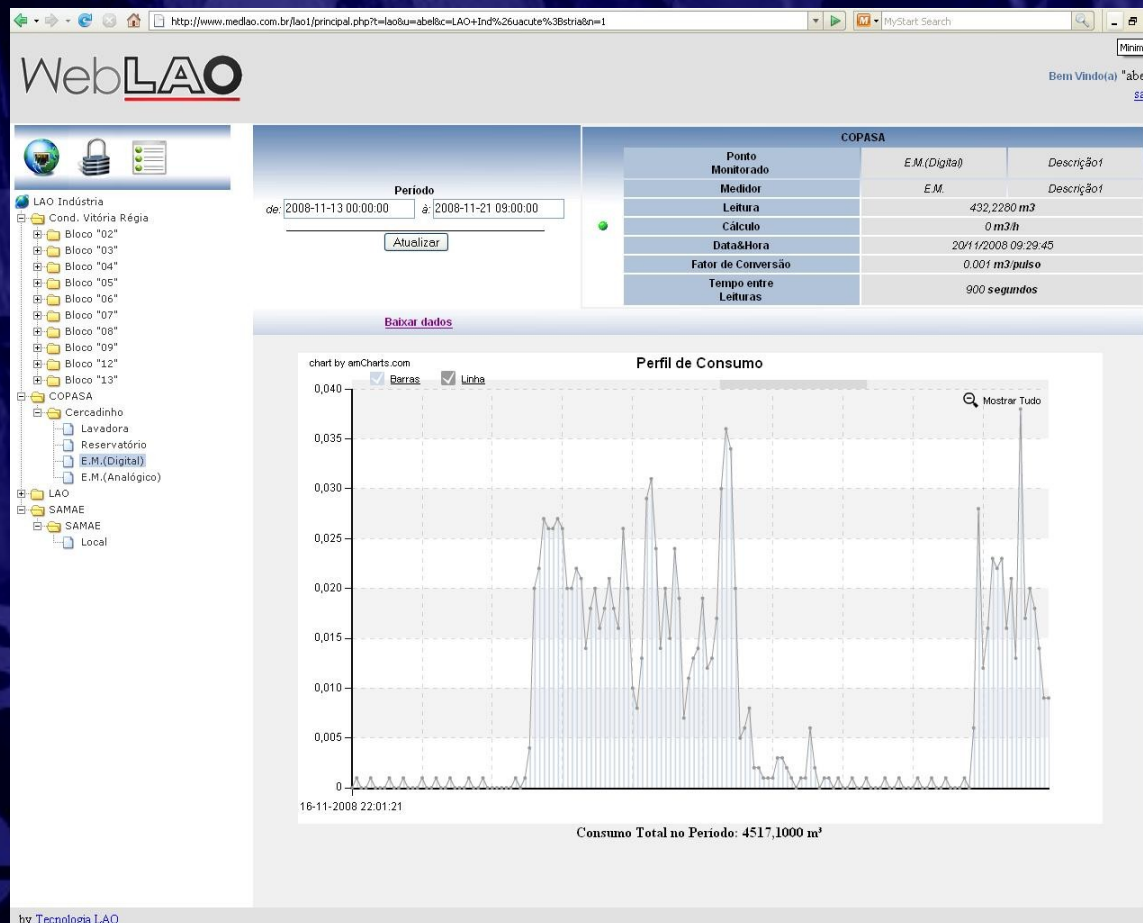 http://www.medlao.com.br/lao1/principal.php?t=lao8u=abel&c=LAO+Ind%26uacute%3Bstria&n=1
MyStart Search
Minim
WebLAO
Bem Vindo(a) "abe
sa
LAO Indústria
Cond. Vitória Régia
Bloco "02"
Bloco "03"
Bloco "04"
Bloco "05"
Bloco "06"
Bloco "07"
Bloco "08"
Bloco "09"
Bloco "12"
Bloco "13"
COPASA
Cercadinho
Lavadora
Reservatório
E.M.(Digital)
E.M.(Analógico)
LAO
SAMAE
SAMAE
Local
Período
de: 2008-11-13 00:00:00 à: 2008-11-21 09:00:00
Atualizar
COPASA
Ponto Monitorado E.M.(Digital) Descrição1
Medidor E.M. Descrição1
Leitura 432,2280 m3
Cálculo 0 m3/h
Data&Hora 20/11/2008 09:29:45
Fator de Conversão 0.001 m3/pulso
Tempo entre Leituras 900 segundos
Baixar dados
chart by amCharts.com
Perfil de Consumo
Barras Linha
Mostrar Tudo
0,040
0,035
0,030
0,025
0,020
0,015
0,010
0,005
0
16-11-2008 22:01:21
Consumo Total no Período: 4517,1000 m³
by Tecnologia LAO